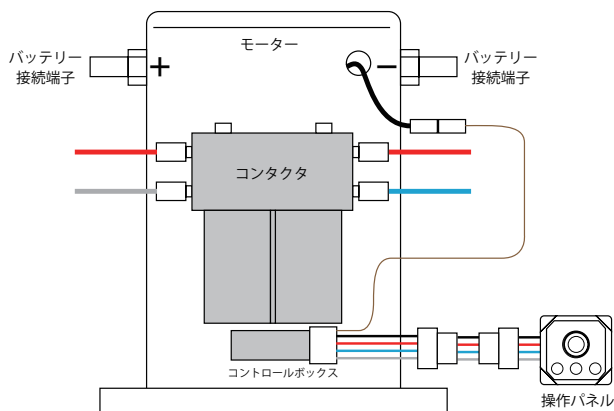 モーター
バッテリー
接続端子
+
−
バッテリー
接続端子
コンタクタ
コントロールボックス
操作パネル